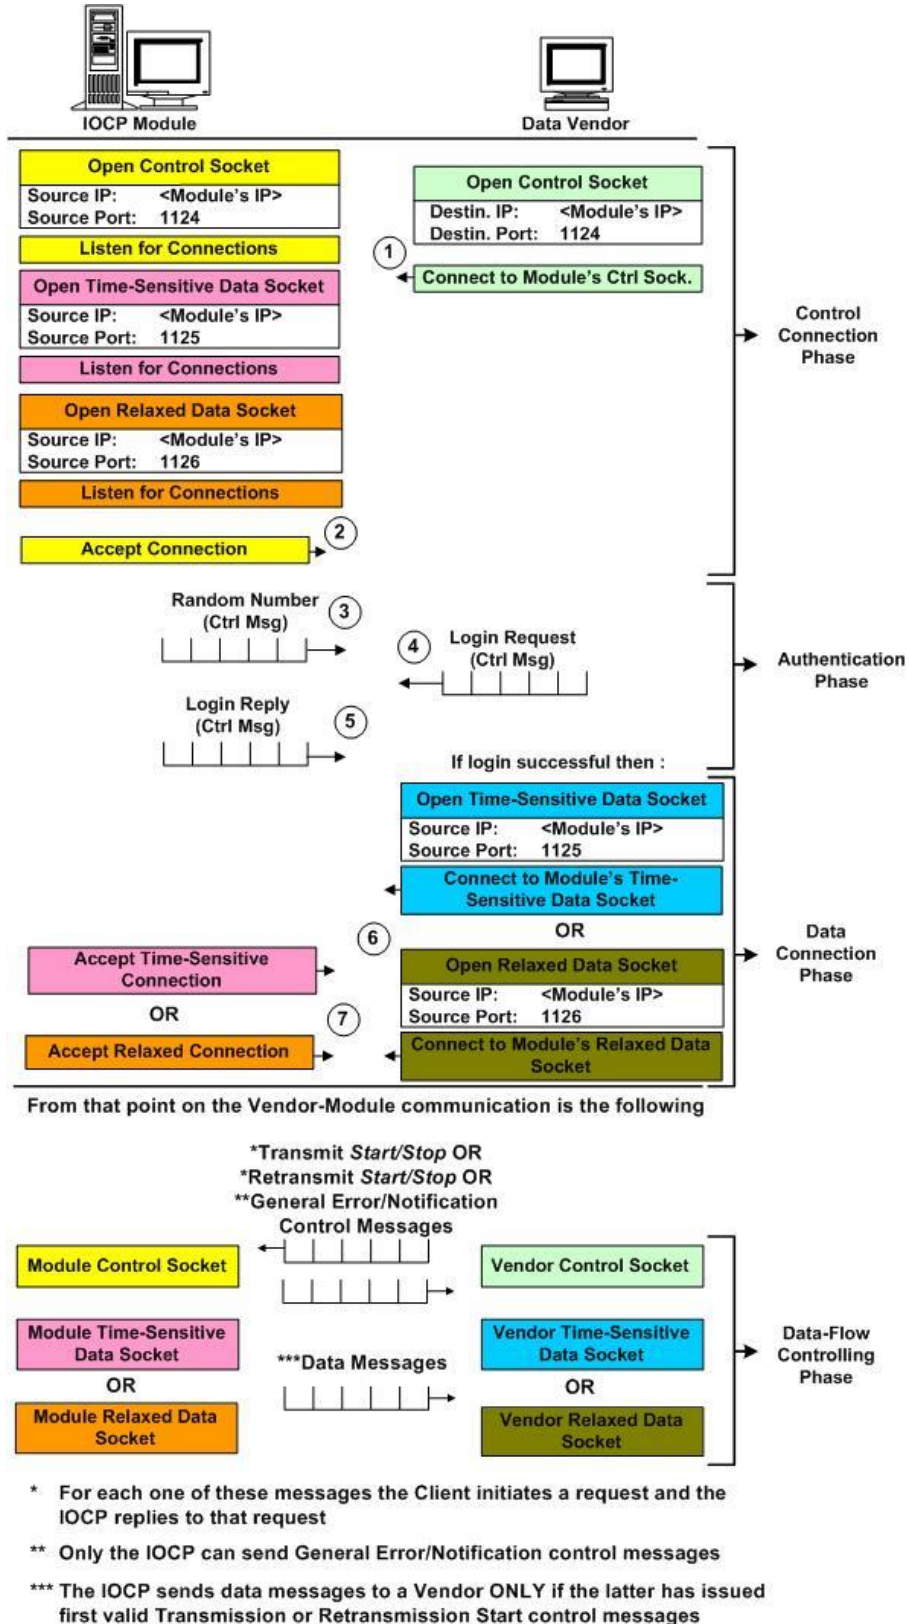 IOCP Module
Data Vendor
Open Control Socket
Source IP: <Module's IP>
Source Port: 1124
Listen for Connections
Open Time-Sensitive Data Socket
Source IP: <Module's IP>
Source Port: 1125
Listen for Connections
Open Relaxed Data Socket
Source IP: <Module's IP>
Source Port: 1126
Listen for Connections
Open Control Socket
Destin. IP: <Module's IP>
Destin. Port: 1124
1
Connect to Module's Ctrl Sock.
Control
Connection
Phase
2
Accept Connection
Random Number
(Ctrl Msg)
3
4
Login Request
(Ctrl Msg)
Login Reply
(Ctrl Msg)
5
Authentication
Phase
If login successful then :
Open Time-Sensitive Data Socket
Source IP: <Module's IP>
Source Port: 1125
Connect to Module's Time-
Sensitive Data Socket
OR
6
Open Relaxed Data Socket
Source IP: <Module's IP>
Source Port: 1126
Connect to Module's Relaxed Data
Socket
Accept Time-Sensitive
Connection
OR
7
Accept Relaxed Connection
Data
Connection
Phase
From that point on the Vendor-Module communication is the following
*Transmit Start/Stop OR
*Retransmit Start/Stop OR
**General Error/Notification
Control Messages
Module Control Socket
Vendor Control Socket
Module Time-Sensitive
Data Socket
OR
Module Relaxed Data
Socket
***Data Messages
Vendor Time-Sensitive
Data Socket
OR
Vendor Relaxed Data
Socket
Data-Flow
Controlling
Phase
* For each one of these messages the Client initiates a request and the
IOCP replies to that request
** Only the IOCP can send General Error/Notification control messages
*** The IOCP sends data messages to a Vendor ONLY if the latter has issued
first valid Transmission or Retransmission Start control messages